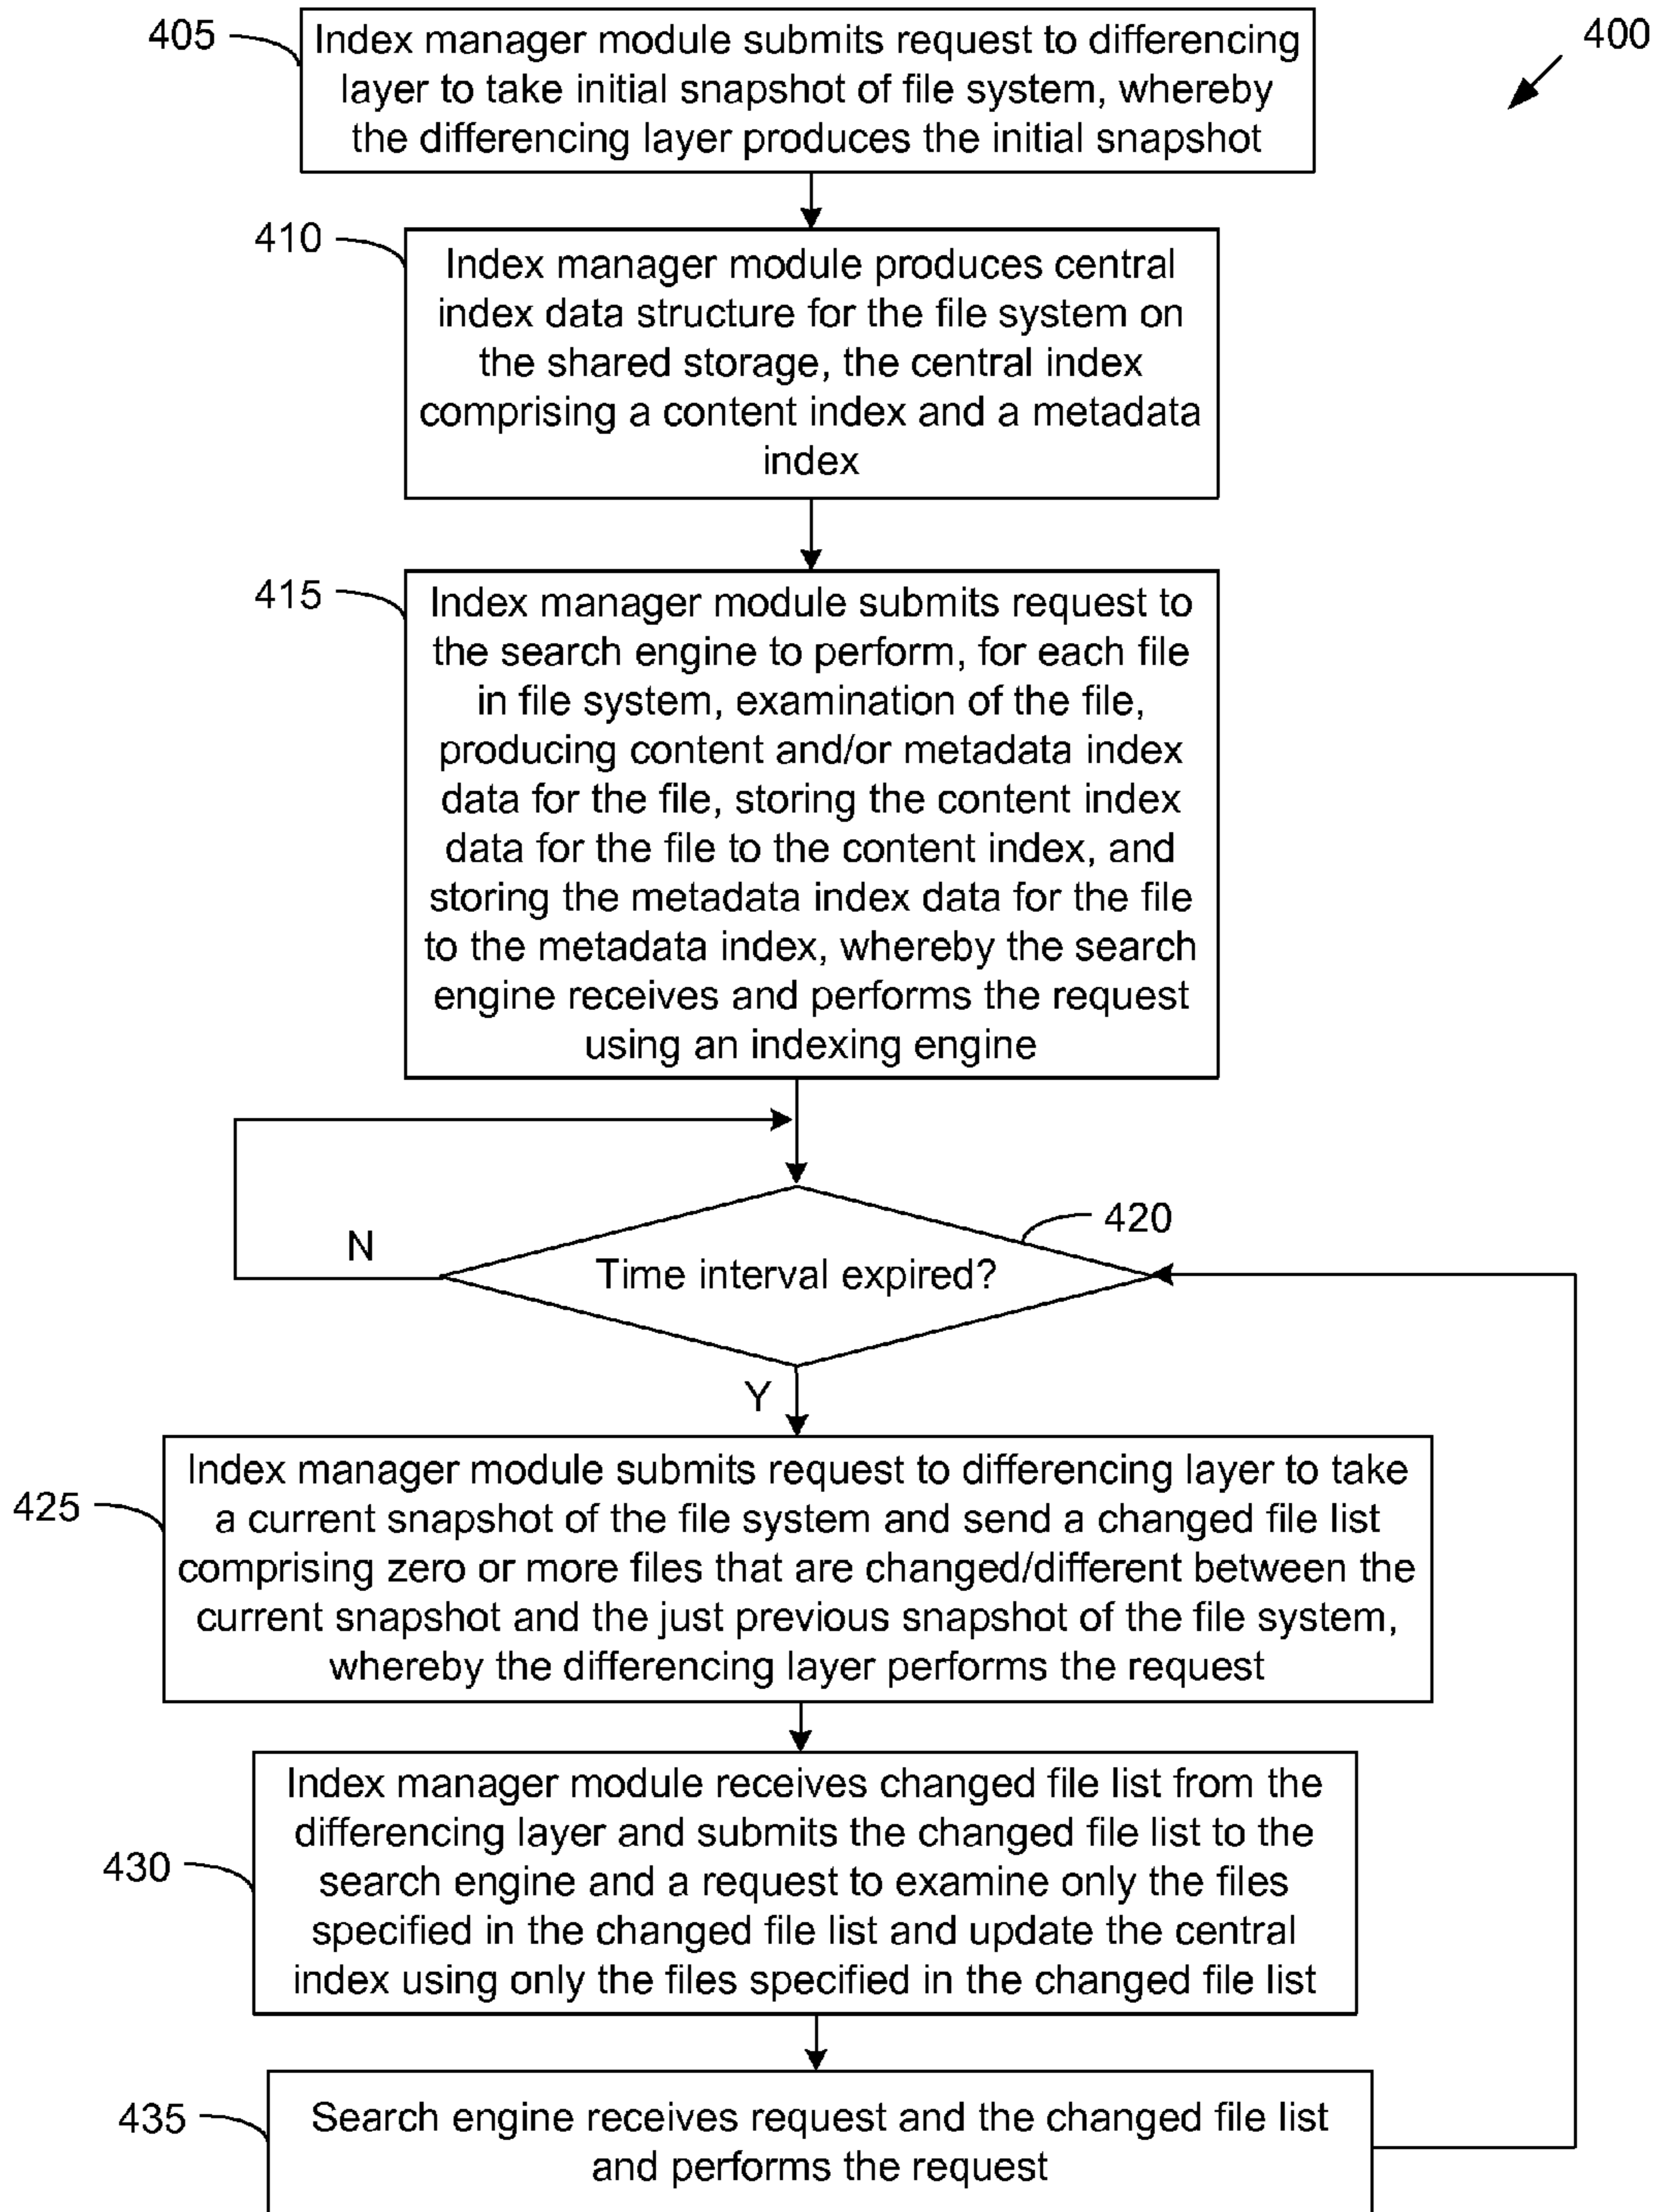 400
405
Index manager module submits request to differencing
layer to take initial snapshot of file system, whereby
the differencing layer produces the initial snapshot
410
Index manager module produces central
index data structure for the file system on
the shared storage, the central index
comprising a content index and a metadata
index
415
Index manager module submits request to
the search engine to perform, for each file
in file system, examination of the file,
producing content and/or metadata index
data for the file, storing the content index
data for the file to the content index, and
storing the metadata index data for the file
to the metadata index, whereby the search
engine receives and performs the request
using an indexing engine
420
N
Time interval expired?
Y
425
Index manager module submits request to differencing layer to take
a current snapshot of the file system and send a changed file list
comprising zero or more files that are changed/different between the
current snapshot and the just previous snapshot of the file system,
whereby the differencing layer performs the request
430
Index manager module receives changed file list from the
differencing layer and submits the changed file list to the
search engine and a request to examine only the files
specified in the changed file list and update the central
index using only the files specified in the changed file list
435
Search engine receives request and the changed file list
and performs the request